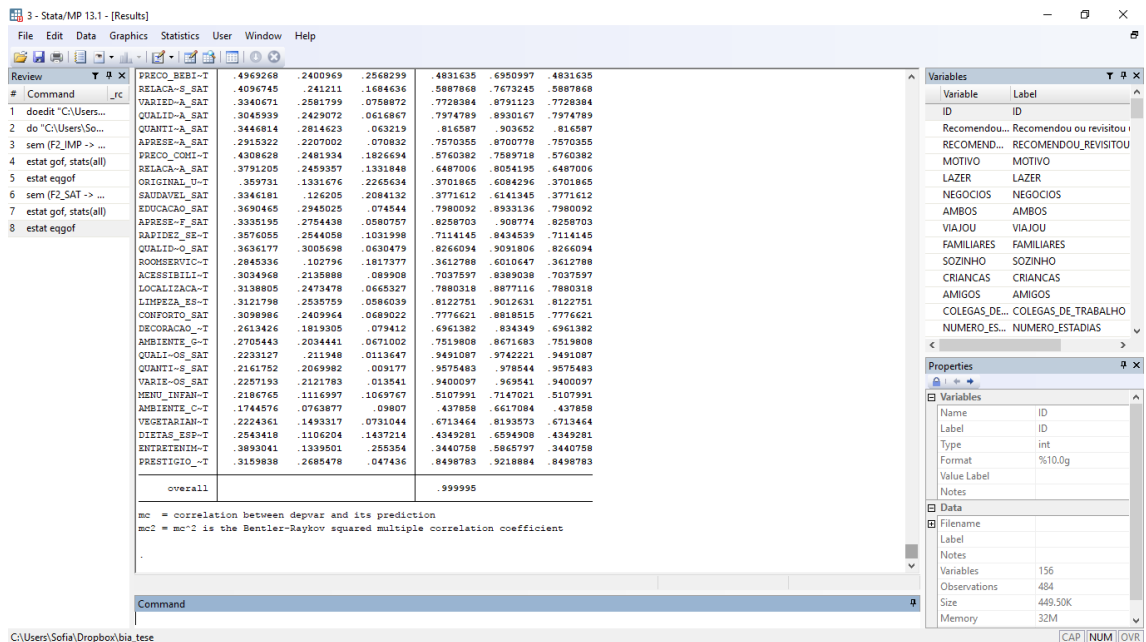 3 - Stata/MP 13.1 - [Results]
File Edit Data Graphics Statistics User Window Help
Review
# Command _rc
1 doedit "C:\Users...
2 do "C:\Users\So...
3 sem (F2_IMP -> ...
4 estat gof, stats(all)
5 estat eqgof
6 sem (F2_SAT -> ...
7 estat gof, stats(all)
8 estat eqgof
PRECO_BEBI~T .4969268 .2400969 .2568299 .4831635 .6950997 .4831635
RELACA~S_SAT .4096745 .241211 .1684636 .5887868 .7673245 .5887868
VARIED~A_SAT .3340671 .2581799 .0758872 .7728384 .8791123 .7728384
QUALID~A_SAT .3045939 .2429072 .0616867 .7974789 .8930167 .7974789
QUANTI~A_SAT .3446814 .2814623 .063219 .816587 .903652 .816587
APRESE~A_SAT .2915322 .2207002 .070832 .7570355 .8700778 .7570355
PRECO_COMI~T .4308628 .2481934 .1826694 .5760382 .7589718 .5760382
RELACA~A_SAT .3791205 .2459357 .1331848 .6487006 .8054195 .6487006
ORIGINAL_U~T .359731 .1331676 .2265634 .3701865 .6084296 .3701865
SAUDAVEL_SAT .3346181 .126205 .2084132 .3771612 .6141345 .3771612
EDUCACAO_SAT .3690465 .2945025 .074544 .7980092 .8933136 .7980092
APRESE~F_SAT .3335195 .2754438 .0580757 .8258703 .908774 .8258703
RAPIDEZ_SE~T .3576055 .2544058 .1031998 .7114145 .8434539 .7114145
QUALID~O_SAT .3636177 .3005698 .0630479 .8266094 .9091806 .8266094
ROOMSERVIC~T .2845336 .102796 .1817377 .3612788 .6010647 .3612788
ACESSIBILI~T .3034968 .2135888 .089908 .7037597 .8389038 .7037597
LOCALIZACA~T .3138805 .2473478 .0665327 .7880318 .8877116 .7880318
LIMPEZA_ES~T .3121798 .2535759 .0586039 .8122751 .9012631 .8122751
CONFORTO_SAT .3098986 .2409964 .0689022 .7776621 .8818515 .7776621
DECORACAO_~T .2613426 .1819305 .079412 .6961382 .834349 .6961382
AMBIENTE_G~T .2705443 .2034441 .0671002 .7519808 .8671683 .7519808
QUALI~OS_SAT .2233127 .211948 .0113647 .9491087 .9742221 .9491087
QUANTI~S_SAT .2161752 .2069982 .009177 .9575483 .978544 .9575483
VARIE~OS_SAT .2257193 .2121783 .013541 .9400097 .969541 .9400097
MENU_INFAN~T .2186765 .1116997 .1069767 .5107991 .7147021 .5107991
AMBIENTE_C~T .1744576 .0763877 .09807 .437858 .6617084 .437858
VEGETARIAN~T .2224361 .1493317 .0731044 .6713464 .8193573 .6713464
DIETAS_ESP~T .2543418 .1106204 .1437214 .4349281 .6594908 .4349281
ENTRETENIM~T .3893041 .1339501 .255354 .3440758 .5865797 .3440758
PRESTIGIO_~T .3159838 .2685478 .047436 .8498783 .9218884 .8498783
overall .999995
mc = correlation between depvar and its prediction
mc2 = mc^2 is the Bentler-Raykov squared multiple correlation coefficient
.
Command
Variables
Variable Label
ID ID
Recomendou... Recomendou ou revisitou
RECOMEND... RECOMENDOU_REVISITOU
MOTIVO MOTIVO
LAZER LAZER
NEGOCIOS NEGOCIOS
AMBOS AMBOS
VIAJOU VIAJOU
FAMILIARES FAMILIARES
SOZINHO SOZINHO
CRIANCAS CRIANCAS
AMIGOS AMIGOS
COLEGAS_DE... COLEGAS_DE_TRABALHO
NUMERO_ES... NUMERO_ESTADIAS
Properties
Variables
Name ID
Label ID
Type int
Format %10.0g
Value Label
Notes
Data
Filename
Label
Notes
Variables 156
Observations 484
Size 449.50K
Memory 32M
C:\Users\Sofia\Dropbox\bia_tese
CAP NUM OVR